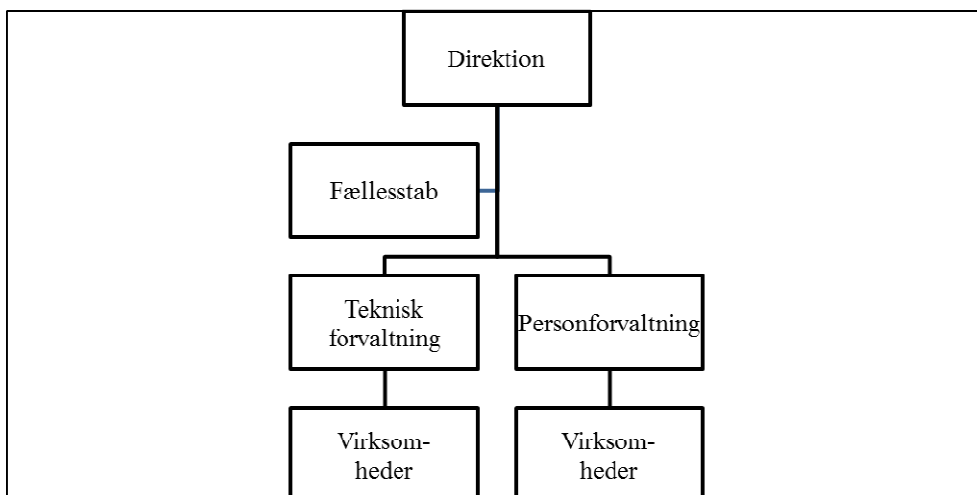 Direktion
Fællesstab
Teknisk
forvaltning
Personforvaltning
Virksom-
heder
Virksom-
heder